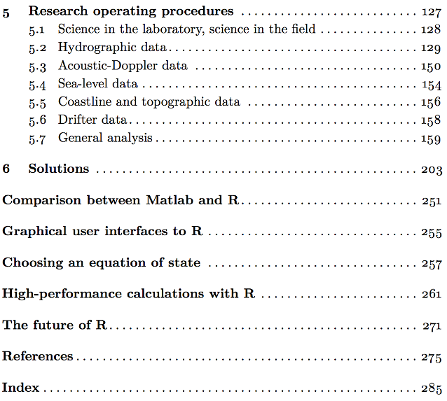 5 Research operating procedures ........................... 127
5.1 Science in the laboratory, science in the field ............... 128
5.2 Hydrographic data ..................................... 129
5.3 Acoustic-Doppler data ................................. 150
5.4 Sea-level data ......................................... 154
5.5 Coastline and topographic data .......................... 156
5.6 Drifter data ........................................... 158
5.7 General analysis ....................................... 159
6 Solutions ............................................... 203
Comparison between Matlab and R .......................... 251
Graphical user interfaces to R ............................... 255
Choosing an equation of state ............................... 257
High-performance calculations with R ....................... 261
The future of R ............................................. 271
References .................................................. 275
Index ....................................................... 285